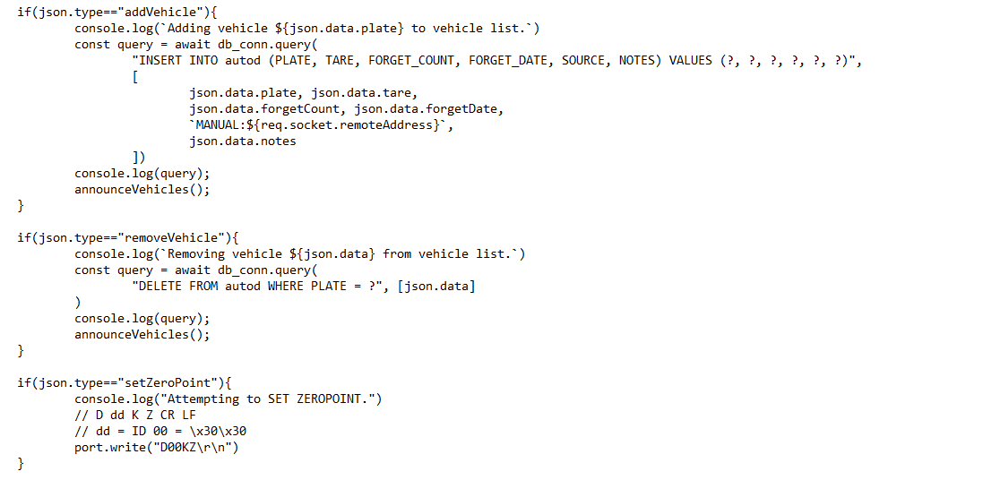 if(json.type=="addVehicle"){
        console.log(`Adding vehicle ${json.data.plate} to vehicle list.`)
        const query = await db_conn.query(
                "INSERT INTO autod (PLATE, TARE, FORGET_COUNT, FORGET_DATE, SOURCE, NOTES) VALUES (?, ?, ?, ?, ?, ?)",
                [
                        json.data.plate, json.data.tare,
                        json.data.forgetCount, json.data.forgetDate,
                        `MANUAL:${req.socket.remoteAddress}`,
                        json.data.notes
                ])
        console.log(query);
        announceVehicles();
}

if(json.type=="removeVehicle"){
        console.log(`Removing vehicle ${json.data} from vehicle list.`)
        const query = await db_conn.query(
                "DELETE FROM autod WHERE PLATE = ?", [json.data]
        )
        console.log(query);
        announceVehicles();
}

if(json.type=="setZeroPoint"){
        console.log("Attempting to SET ZEROPOINT.")
        // D dd K Z CR LF
        // dd = ID 00 = \x30\x30
        port.write("D00KZ\r\n")
}